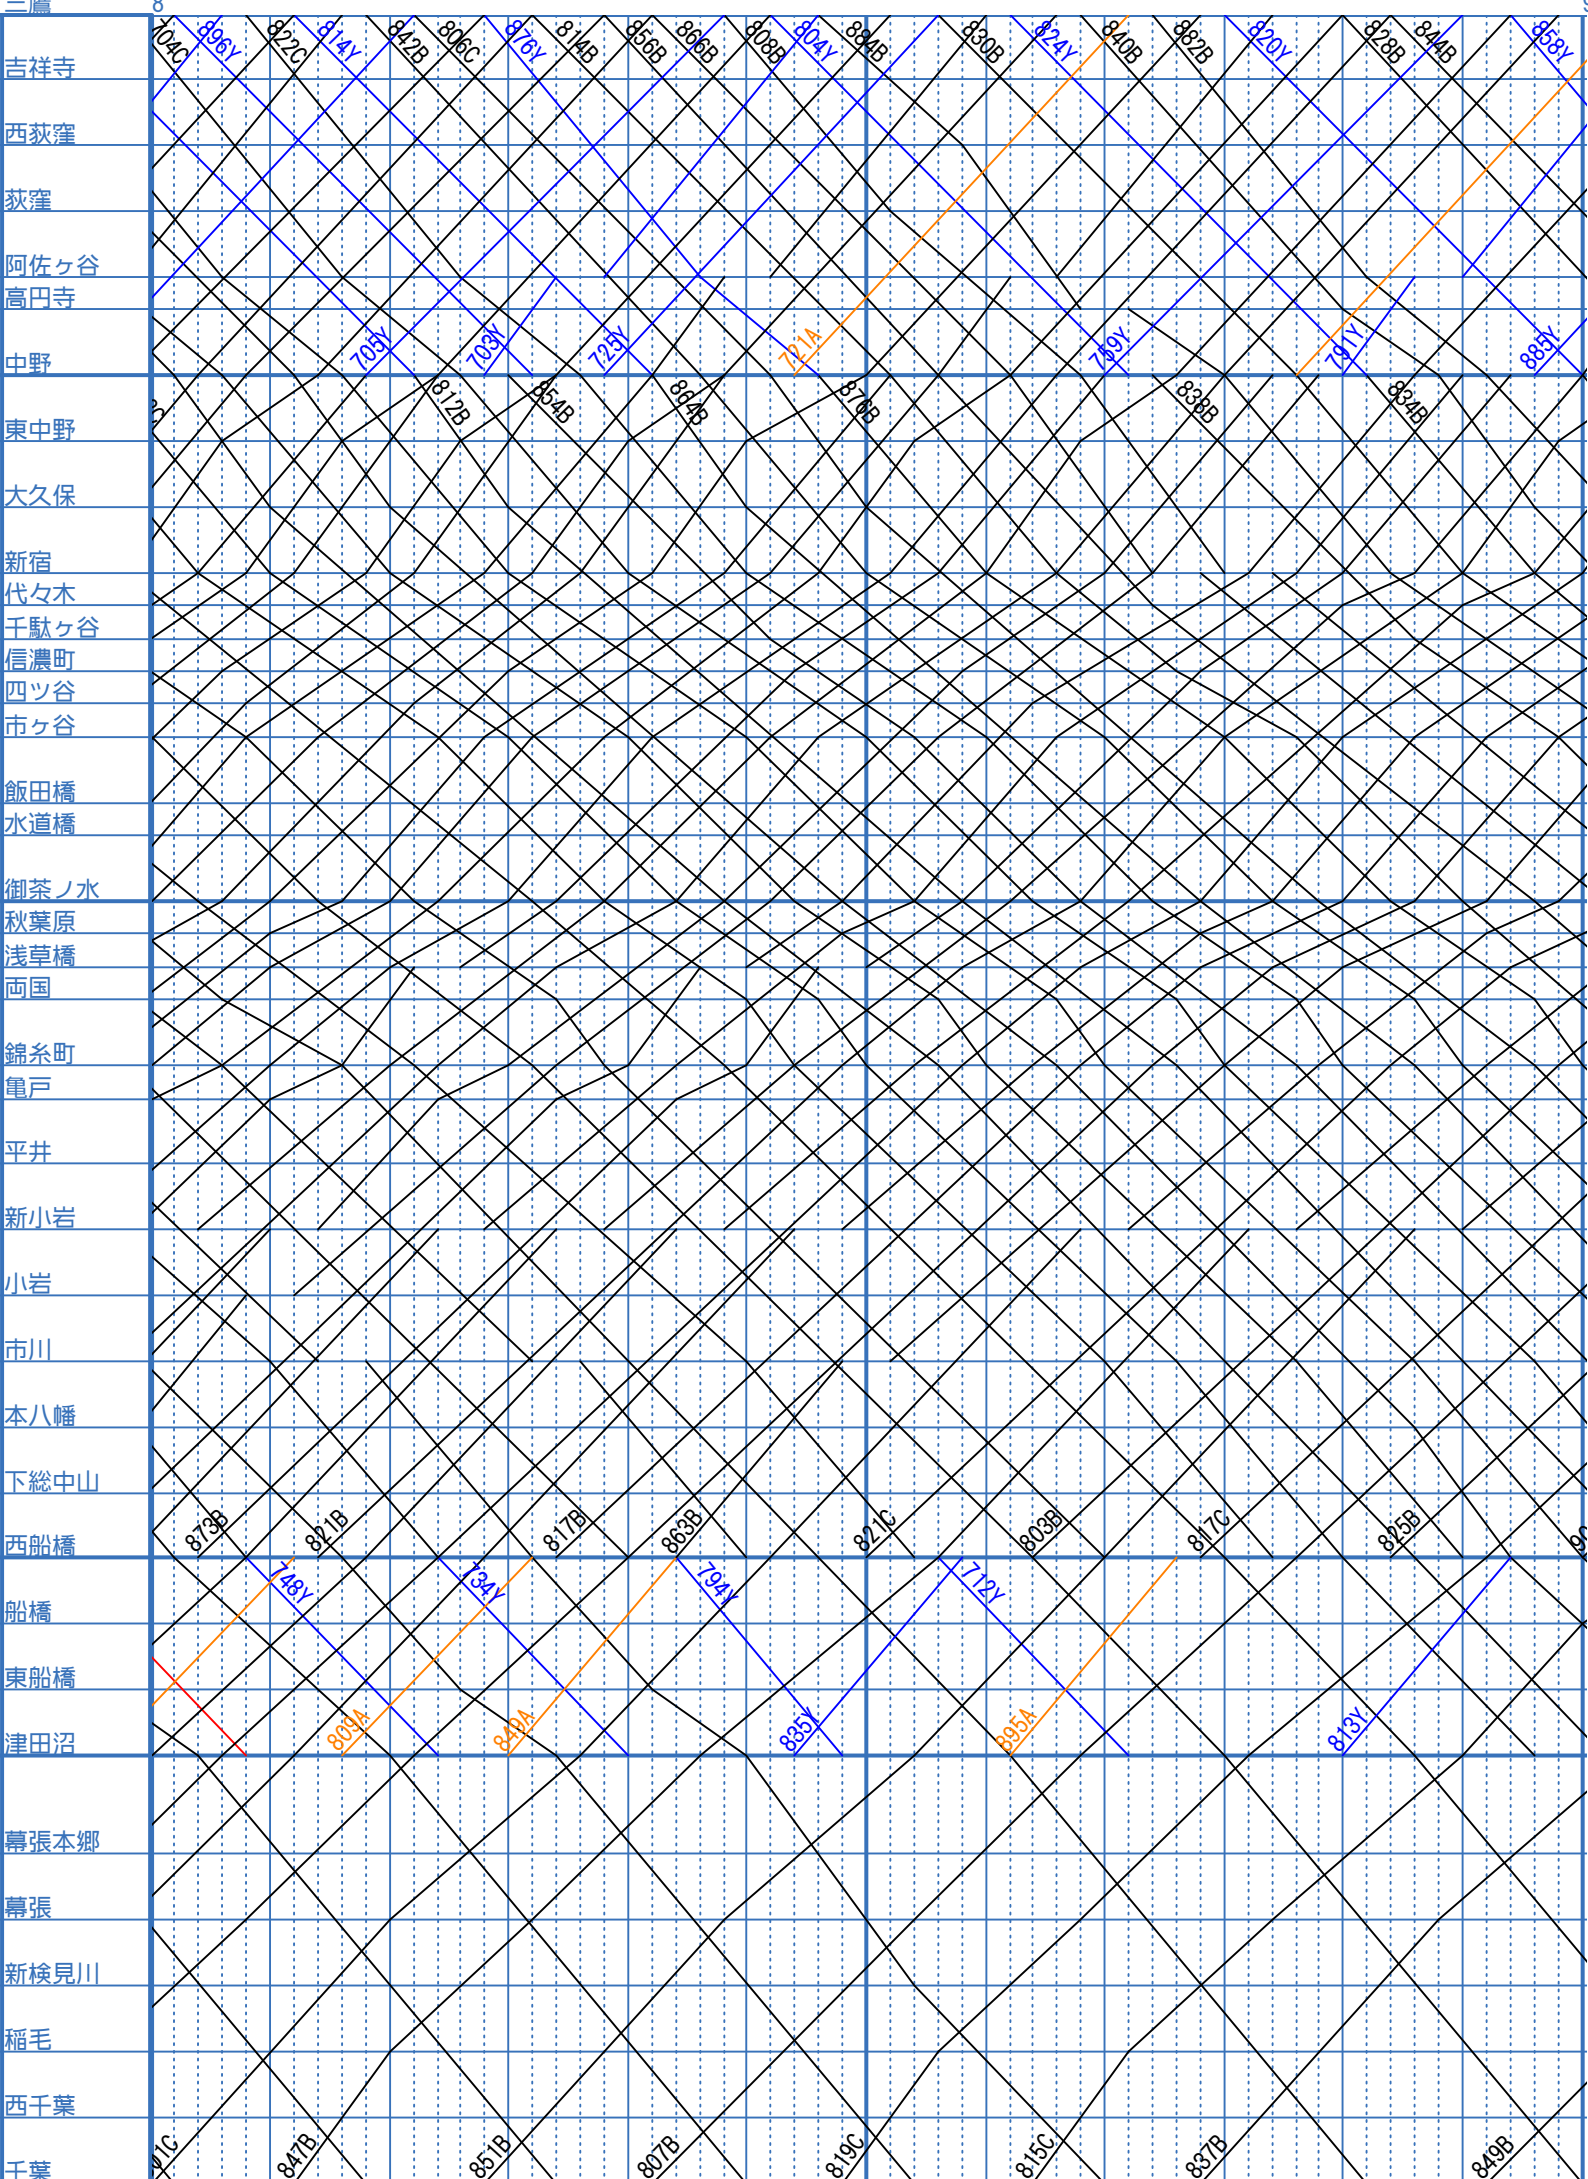 三鷹 8
704C 896Y 822C 814Y 842B 806C 876Y 814B 856B 866B 808B 804Y 884B 830B 824Y 840B 882B 820Y 828B 844B 858Y
吉祥寺
西荻窪
荻窪
阿佐ヶ谷
高円寺
中野 705Y 703Y 725Y 721A 759Y 791Y 885Y
812B 854B 864B 876B 838B 834B
東中野
大久保
新宿
代々木
千駄ヶ谷
信濃町
四ツ谷
市ヶ谷
飯田橋
水道橋
御茶ノ水
秋葉原
浅草橋
両国
錦糸町
亀戸
平井
新小岩
小岩
市川
本八幡
下総中山
西船橋 873B 821B 817B 863B 821C 803B 817C 825B
748Y 734Y 794Y 712Y
船橋
東船橋
津田沼 809A 849A 835Y 895A 813Y
幕張本郷
幕張
新検見川
稲毛
西千葉
千葉 01C 847B 851B 807B 819C 815C 837B 849B